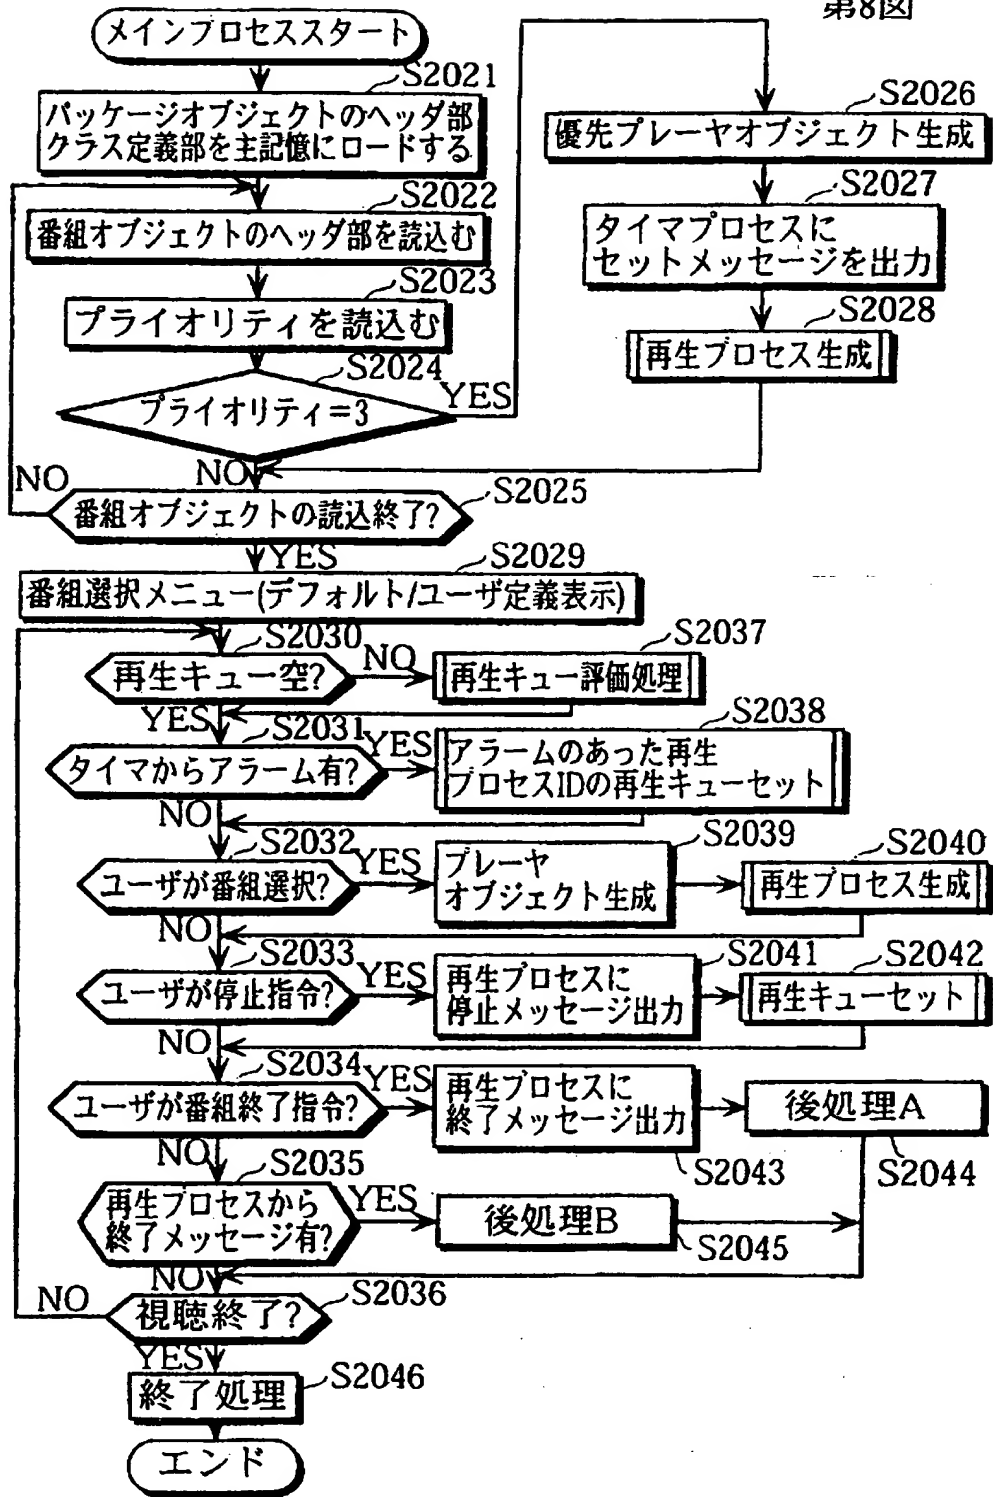 第8図
メインプロセススタート
S2021
パッケージオブジェクトのヘッダ部
クラス定義部を主記憶にロードする
S2022
番組オブジェクトのヘッダ部を読込む
S2023
プライオリティを読込む
S2024
プライオリティ=3
YES
NO
S2026
優先プレーヤオブジェクト生成
S2027
タイマプロセスに
セットメッセージを出力
S2028
再生プロセス生成
NO
S2025
番組オブジェクトの読込終了?
YES
S2029
番組選択メニュー(デフォルト/ユーザ定義表示)
S2030
再生キュー空?
NO
S2037
再生キュー評価処理
YES
S2031
タイマからアラーム有?
YES
S2038
アラームのあった再生
プロセスIDの再生キューセット
NO
S2032
ユーザが番組選択?
YES
S2039
プレーヤ
オブジェクト生成
S2040
再生プロセス生成
NO
S2033
ユーザが停止指令?
YES
S2041
再生プロセスに
停止メッセージ出力
S2042
再生キューセット
NO
S2034
ユーザが番組終了指令?
YES
再生プロセスに
終了メッセージ出力
S2043
後処理A
S2044
NO
S2035
再生プロセスから
終了メッセージ有?
YES
後処理B
S2045
NO
S2036
視聴終了?
NO
YES
S2046
終了処理
エンド